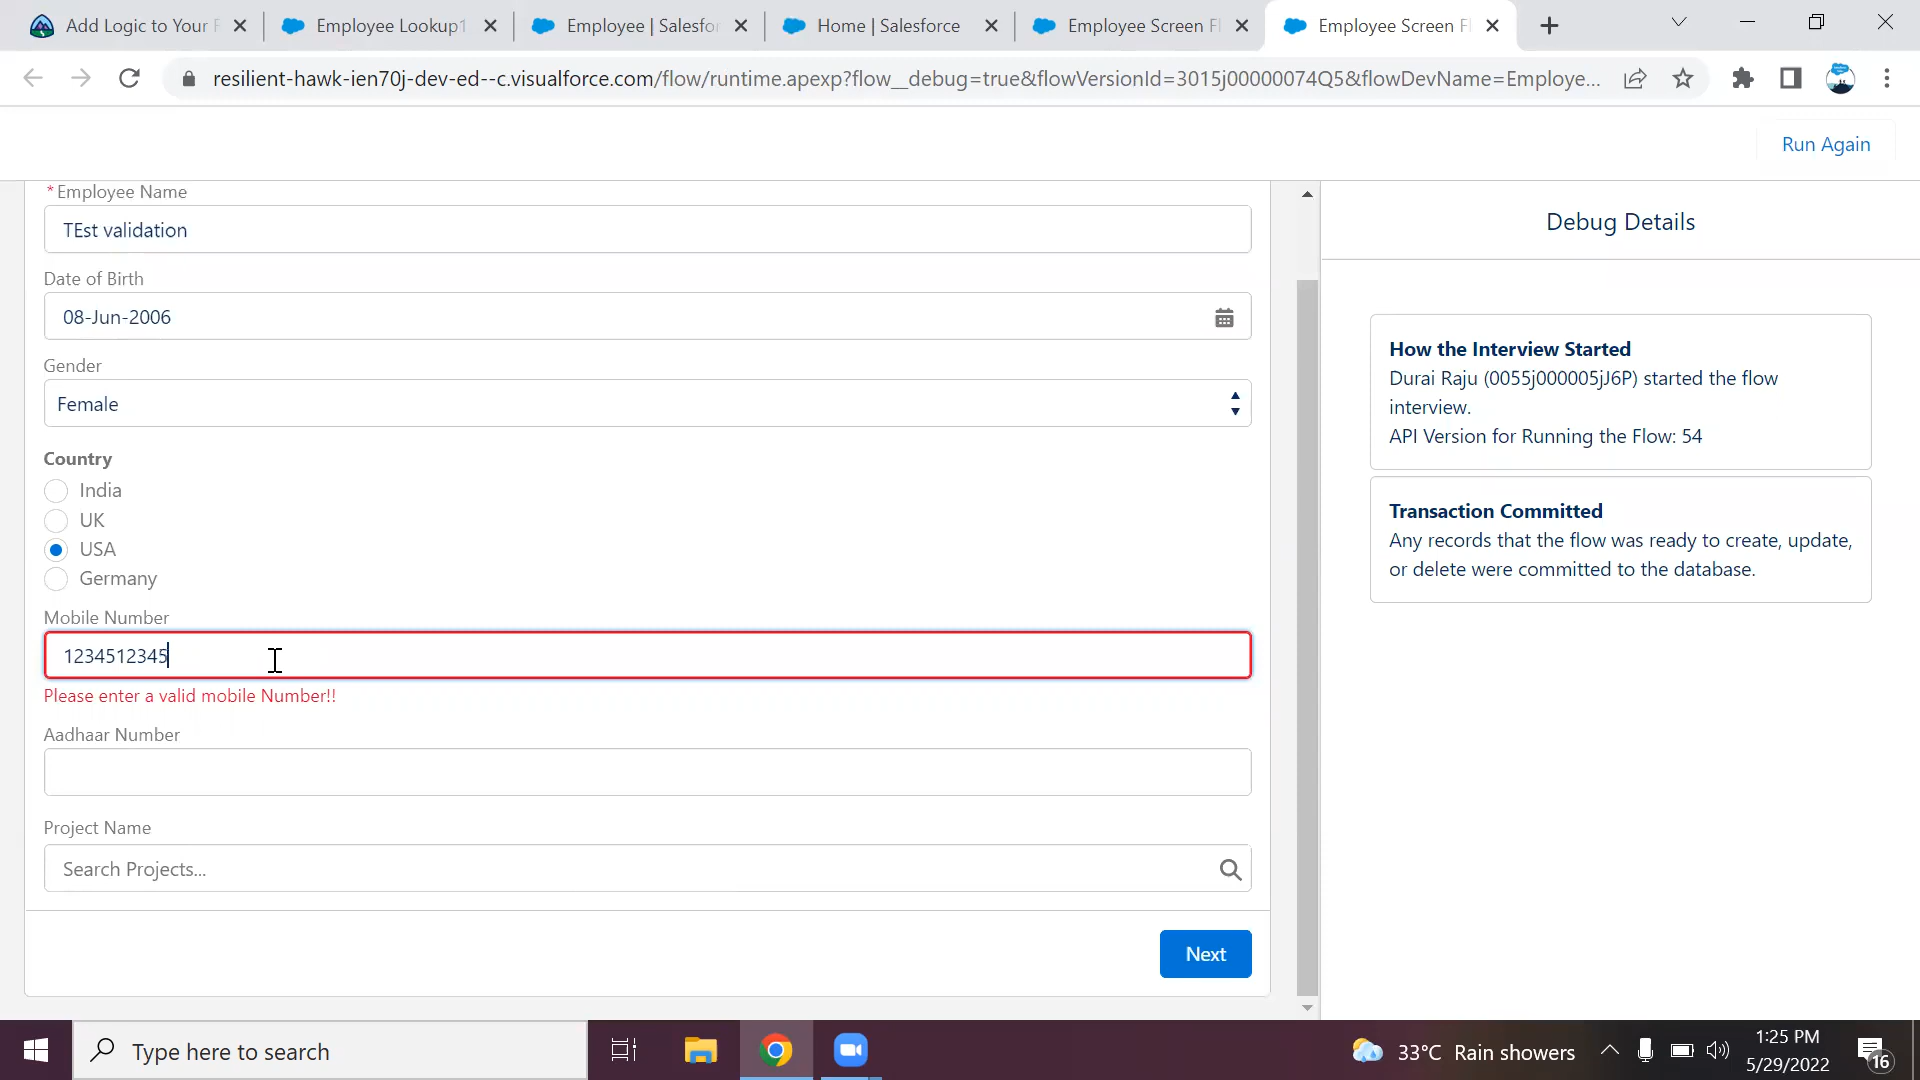 Add Logic to Your F
Employee Lookup1
Employee | Salesfor
Home | Salesforce
Employee Screen Fl
Employee Screen Fl
resilient-hawk-ien70j-dev-ed--c.visualforce.com/flow/runtime.apexp?flow__debug=true&flowVersionId=3015j00000074Q5&flowDevName=Employe...
Run Again
*Employee Name
TEst validation
Date of Birth
08-Jun-2006
Gender
Female
Country
India
UK
USA
Germany
Mobile Number
1234512345
Please enter a valid mobile Number!!
Aadhaar Number
Project Name
Search Projects...
Next
Debug Details
How the Interview Started
Durai Raju (0055j000005jJ6P) started the flow
interview.
API Version for Running the Flow: 54
Transaction Committed
Any records that the flow was ready to create, update,
or delete were committed to the database.
Type here to search
33°C Rain showers
1:25 PM
5/29/2022
16